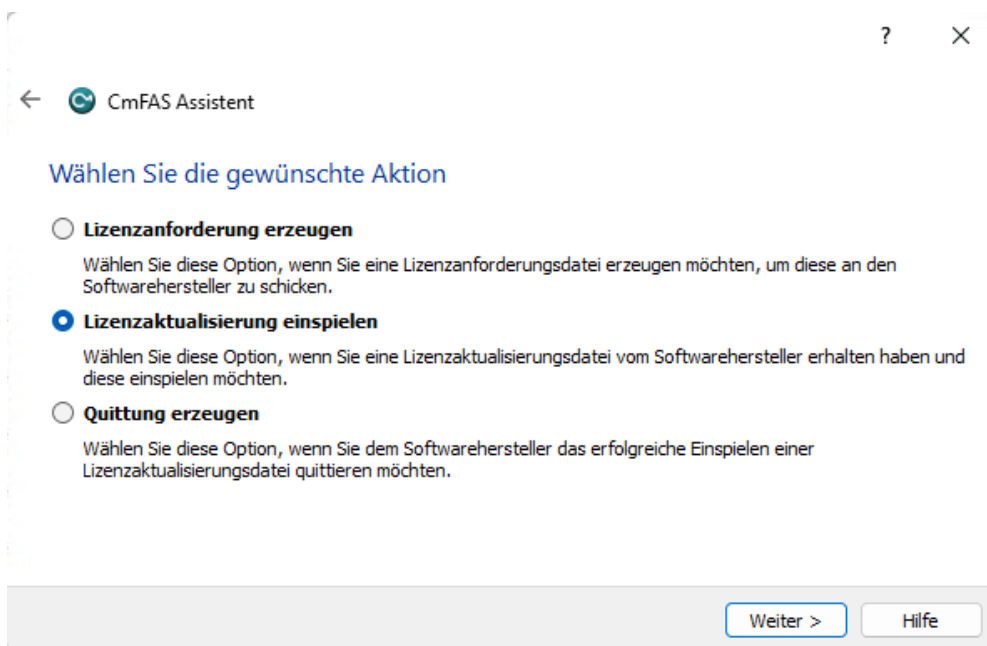 ?
CmFAS Assistent
Wählen Sie die gewünschte Aktion
Lizenzanforderung erzeugen
Wählen Sie diese Option, wenn Sie eine Lizenzanforderungsdatei erzeugen möchten, um diese an den
Softwarehersteller zu schicken.
Lizenzaktualisierung einspielen
Wählen Sie diese Option, wenn Sie eine Lizenzaktualisierungsdatei vom Softwarehersteller erhalten haben und
diese einspielen möchten.
Quittung erzeugen
Wählen Sie diese Option, wenn Sie dem Softwarehersteller das erfolgreiche Einspielen einer
Lizenzaktualisierungsdatei quittieren möchten.
Weiter > Hilfe